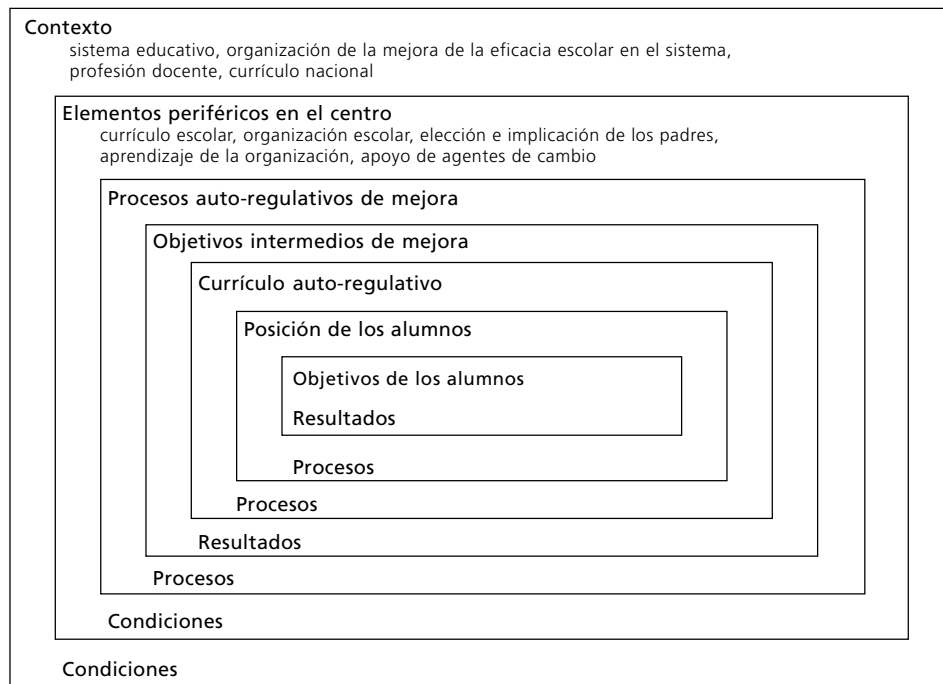 Contexto
sistema educativo, organización de la mejora de la eficacia escolar en el sistema,
profesión docente, currículo nacional
Elementos periféricos en el centro
currículo escolar, organización escolar, elección e implicación de los padres,
aprendizaje de la organización, apoyo de agentes de cambio
Procesos auto-regulativos de mejora
Objetivos intermedios de mejora
Currículo auto-regulativo
Posición de los alumnos
Objetivos de los alumnos
Resultados
Procesos
Procesos
Resultados
Procesos
Condiciones
Condiciones